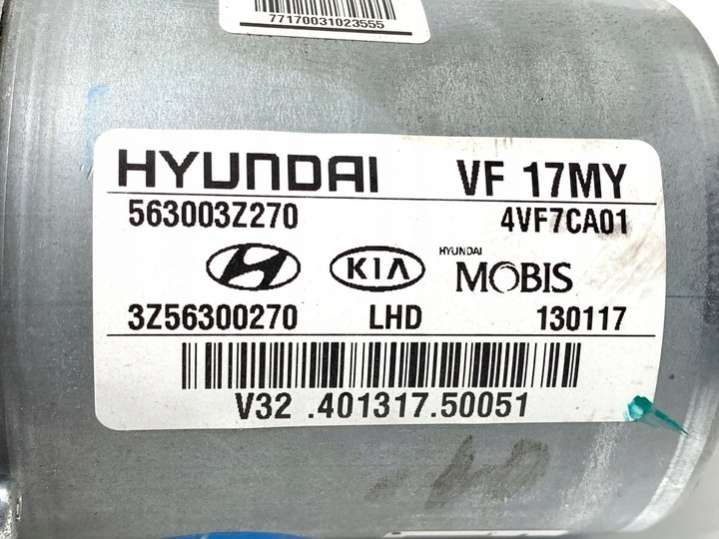 77170031023555
HYUNDAI VF 17MY
563003Z270 4VF7CA01
KIA HYUNDAI MOBIS
3Z56300270 LHD 130117
V32 .401317.50051